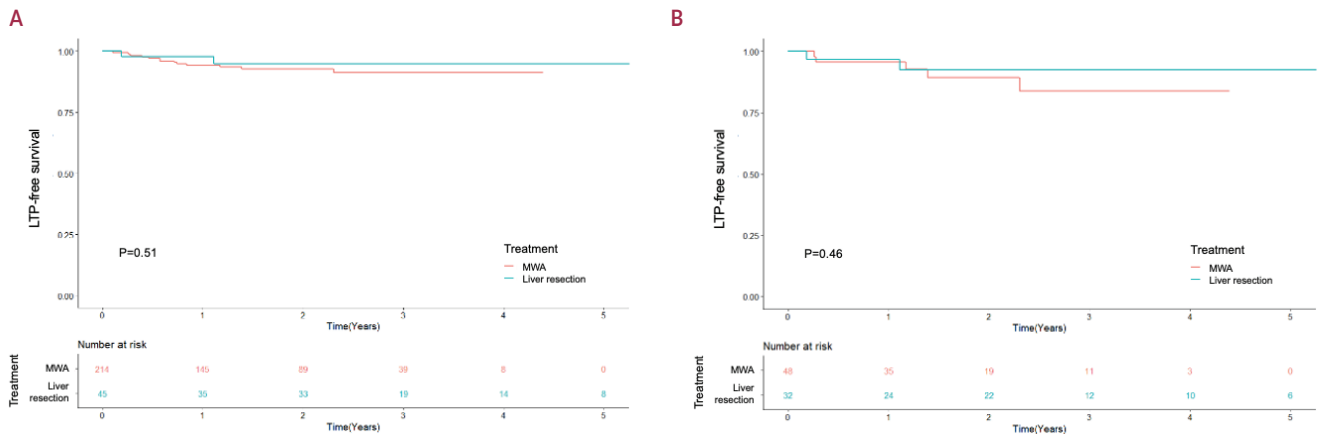 A
1.00
0.75
0.50
0.25
0.00
LTP-free survival
P=0.51
Treatment
MWA
Liver resection
0 1 2 3 4 5
Time(Years)
Number at risk
Treatment
MWA 214 145 89 39 8 0
Liver
resection 45 35 33 19 14 8
0 1 2 3 4 5
Time(Years)
B
1.00
0.75
0.50
0.25
0.00
LTP-free survival
P=0.46
Treatment
MWA
Liver resection
0 1 2 3 4 5
Time(Years)
Number at risk
Treatment
MWA 48 35 19 11 3 0
Liver
resection 32 24 22 12 10 6
0 1 2 3 4 5
Time(Years)